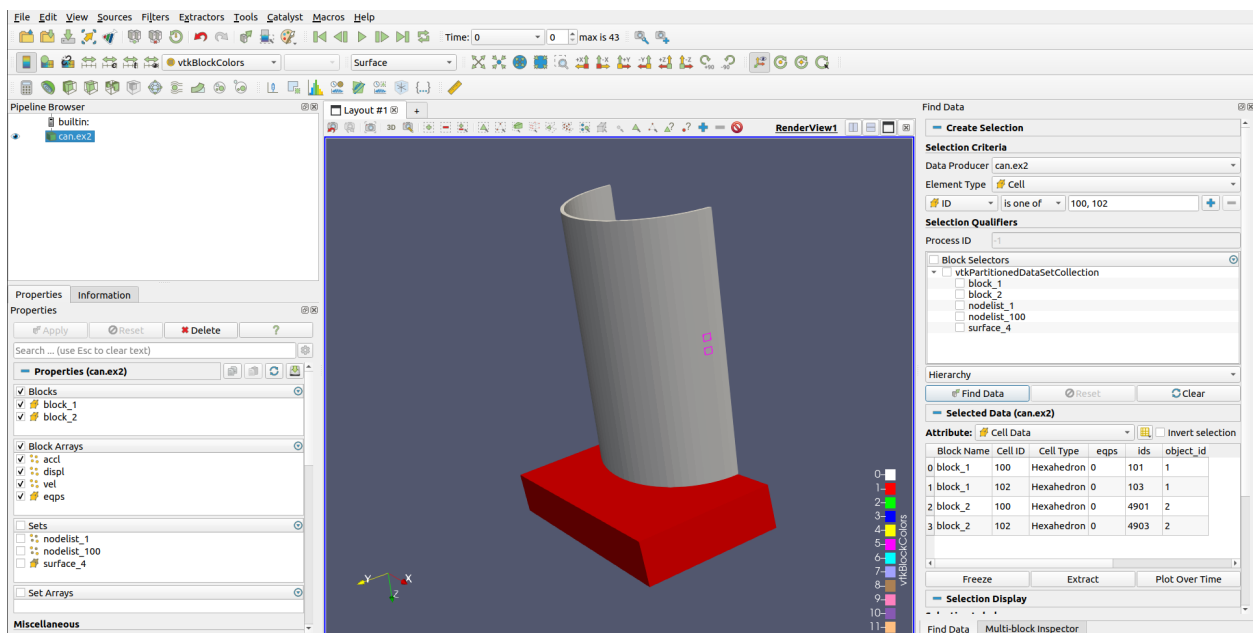 File Edit View Sources Filters Extractors Tools Catalyst Macros Help
Time: 0 0 max is 43
vtkBlockColors Surface
Pipeline Browser
builtin:
can.ex2
Properties Information
Properties
Apply Reset Delete ?
Search ... (use Esc to clear text)
Properties (can.ex2)
Blocks
block_1
block_2
Block Arrays
accl
displ
vel
eqps
Sets
nodelist_1
nodelist_100
surface_4
Set Arrays
Miscellaneous
Layout #1 +
3D RenderView1
0
1
2
3
4
5
6
7
8
9
10
11
vtkBlockColors
Y X
Z
Find Data
Create Selection
Selection Criteria
Data Producer can.ex2
Element Type Cell
ID is one of 100, 102
Selection Qualifiers
Process ID -1
Block Selectors
vtkPartitionedDataSetCollection
block_1
block_2
nodelist_1
nodelist_100
surface_4
Hierarchy
Find Data Reset Clear
Selected Data (can.ex2)
Attribute: Cell Data Invert selection
Block Name Cell ID Cell Type eqps ids object_id
0 block_1 100 Hexahedron 0 101 1
1 block_1 102 Hexahedron 0 103 1
2 block_2 100 Hexahedron 0 4901 2
3 block_2 102 Hexahedron 0 4903 2
Freeze Extract Plot Over Time
Selection Display
Find Data Multi-block Inspector